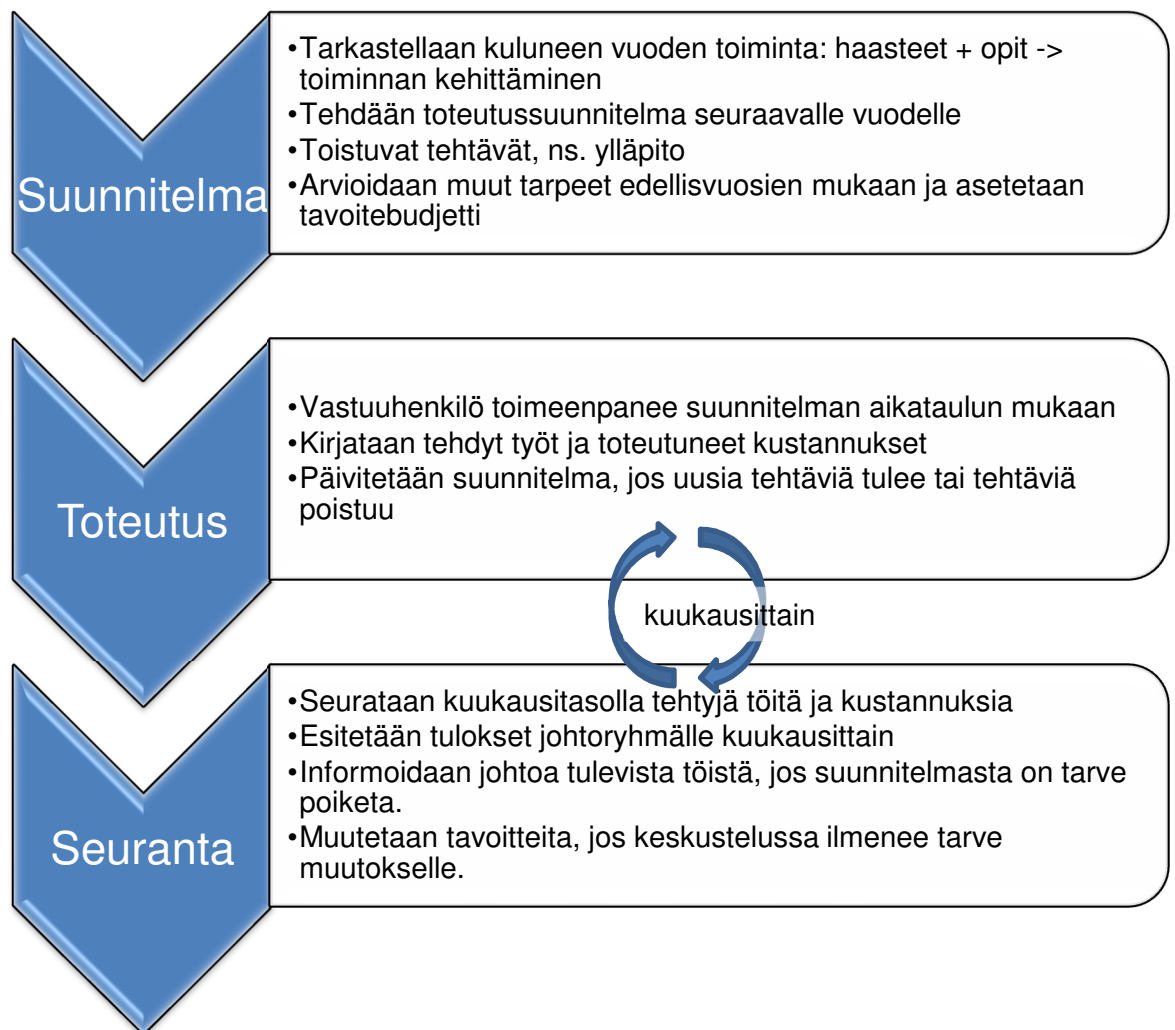 Suunnitelma
•Tarkastellaan kuluneen vuoden toiminta: haasteet + opit ->
toiminnan kehittäminen
•Tehdään toteutussuunnitelma seuraavalle vuodelle
•Toistuvat tehtävät, ns. ylläpito
•Arvioidaan muut tarpeet edellisvuosien mukaan ja asetetaan
tavoitebudjetti
Toteutus
•Vastuuhenkilö toimeenpanee suunnitelman aikataulun mukaan
•Kirjataan tehdyt työt ja toteutuneet kustannukset
•Päivitetään suunnitelma, jos uusia tehtäviä tulee tai tehtäviä
poistuu
kuukausittain
Seuranta
•Seurataan kuukausitasolla tehtyjä töitä ja kustannuksia
•Esitetään tulokset johtoryhmälle kuukausittain
•Informoidaan johtoa tulevista töistä, jos suunnitelmasta on tarve
poiketa.
•Muutetaan tavoitteita, jos keskustelussa ilmenee tarve
muutokselle.